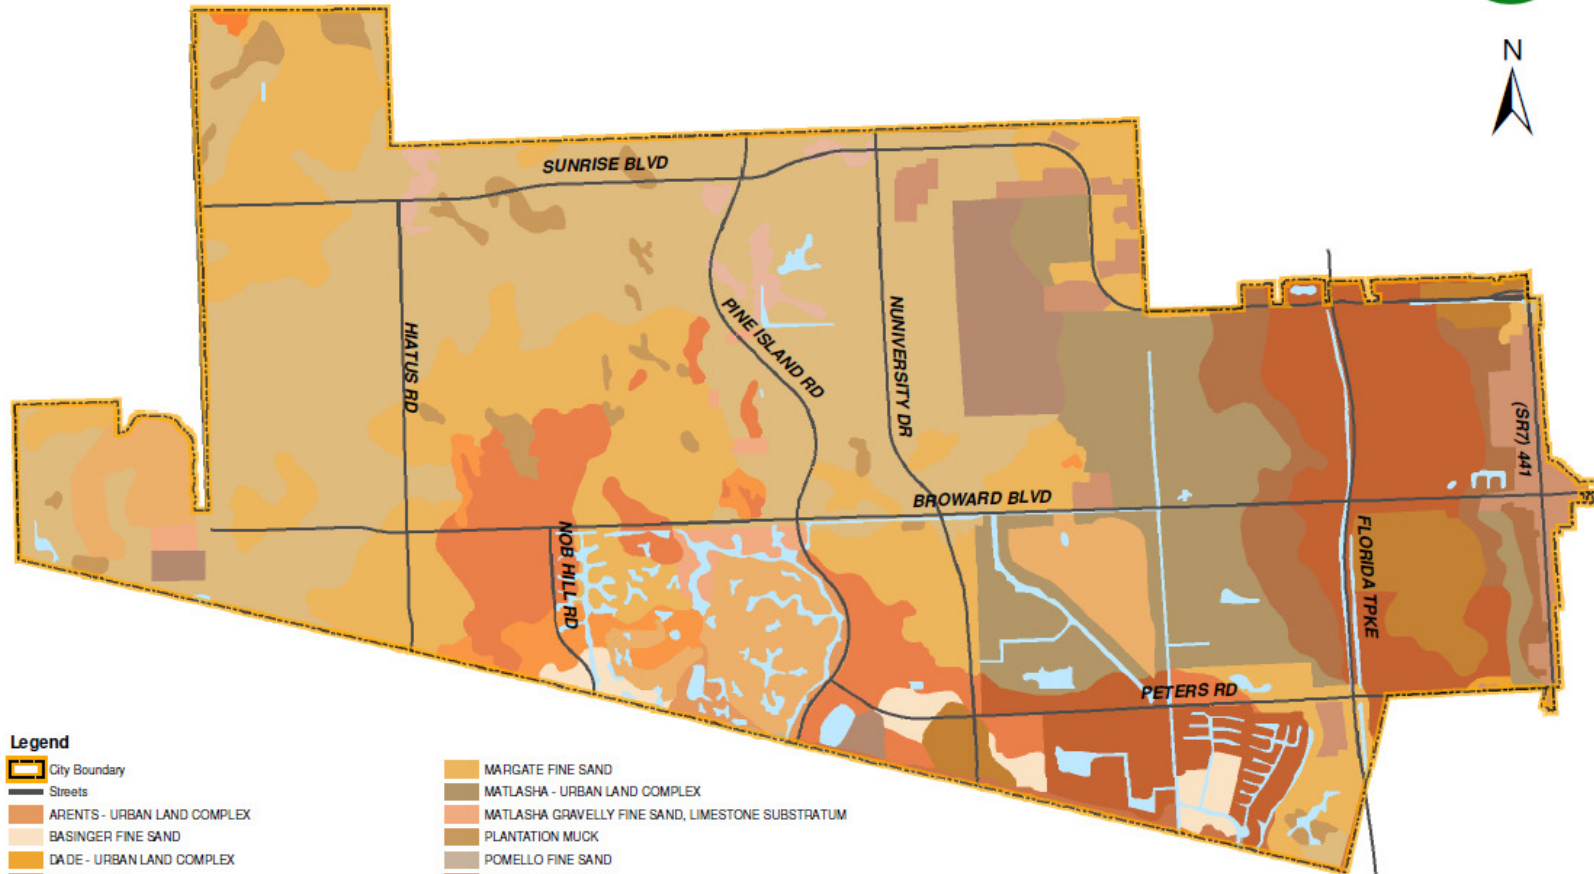 N
SUNRISE BLVD
HIATUS RD
PINE ISLAND RD
NUNIVERSITY DR
(SR7) 441
BROWARD BLVD
NOB HILL RD
FLORIDA TPKE
PETERS RD
Legend
City Boundary
Streets
ARENTS - URBAN LAND COMPLEX
BASINGER FINE SAND
DADE - URBAN LAND COMPLEX
MARGATE FINE SAND
MATLASHA - URBAN LAND COMPLEX
MATLASHA GRAVELLY FINE SAND, LIMESTONE SUBSTRATUM
PLANTATION MUCK
POMELLO FINE SAND